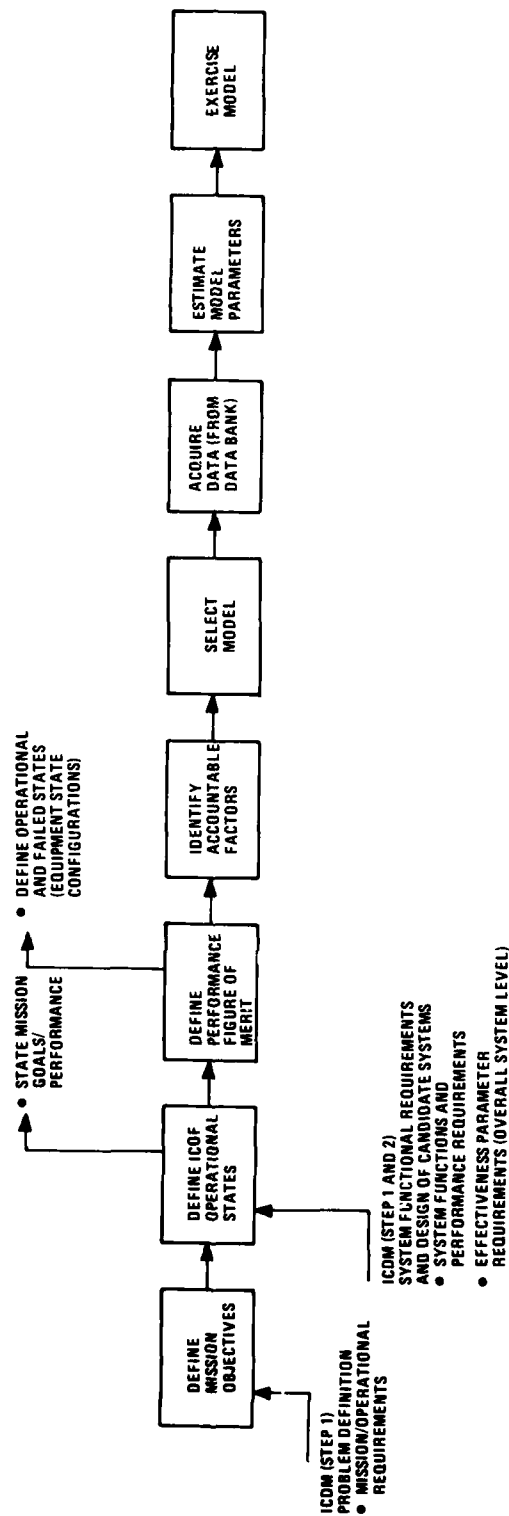 DEFINE
MISSION
OBJECTIVES
DEFINE ICOF
OPERATIONAL
STATES
DEFINE
PERFORMANCE
FIGURE OF
MERIT
IDENTIFY
ACCOUNTABLE
FACTORS
SELECT
MODEL
ACQUIRE
DATA (FROM
DATA BANK)
ESTIMATE
MODEL
PARAMETERS
EXERCISE
MODEL
● STATE MISSION
GOALS/
PERFORMANCE
● DEFINE OPERATIONAL
AND FAILED STATES
(EQUIPMENT STATE
CONFIGURATIONS)
ICDM (STEP 1)
PROBLEM DEFINITION
● MISSION/OPERATIONAL
REQUIREMENTS
ICDM (STEP 1 AND 2)
SYSTEM FUNCTIONAL REQUIREMENTS
AND DESIGN OF CANDIDATE SYSTEMS
● SYSTEM FUNCTIONS AND
PERFORMANCE REQUIREMENTS
● EFFECTIVENESS PARAMETER
REQUIREMENTS (OVERALL SYSTEM LEVEL)